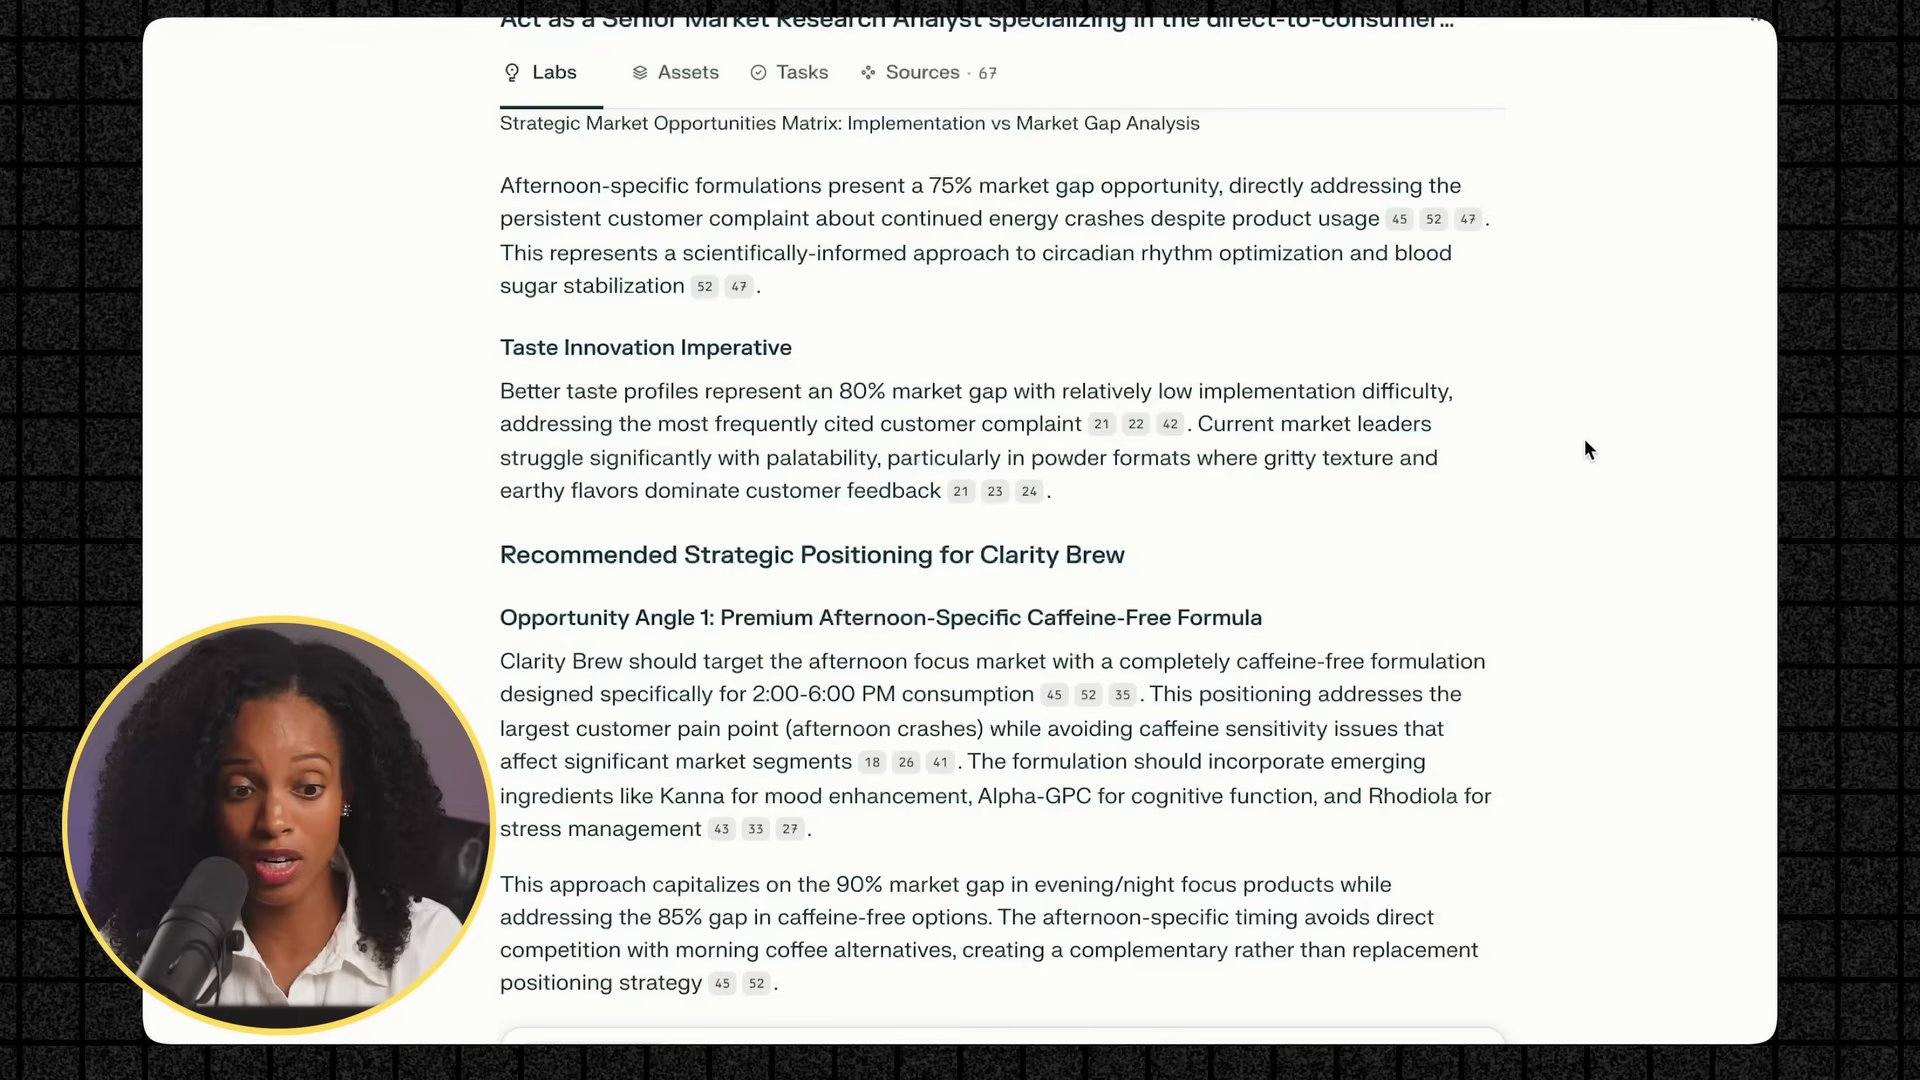 Act as a Senior Market Research Analyst specializing in the direct-to-consumer...
Labs
Assets
Tasks
Sources · 67
Strategic Market Opportunities Matrix: Implementation vs Market Gap Analysis
Afternoon-specific formulations present a 75% market gap opportunity, directly addressing the
persistent customer complaint about continued energy crashes despite product usage 45 52 47 .
This represents a scientifically-informed approach to circadian rhythm optimization and blood
sugar stabilization 52 47 .
Taste Innovation Imperative
Better taste profiles represent an 80% market gap with relatively low implementation difficulty,
addressing the most frequently cited customer complaint 21 22 42 . Current market leaders
struggle significantly with palatability, particularly in powder formats where gritty texture and
earthy flavors dominate customer feedback 21 23 24 .
Recommended Strategic Positioning for Clarity Brew
Opportunity Angle 1: Premium Afternoon-Specific Caffeine-Free Formula
Clarity Brew should target the afternoon focus market with a completely caffeine-free formulation
designed specifically for 2:00-6:00 PM consumption 45 52 35 . This positioning addresses the
largest customer pain point (afternoon crashes) while avoiding caffeine sensitivity issues that
affect significant market segments 18 26 41 . The formulation should incorporate emerging
ingredients like Kanna for mood enhancement, Alpha-GPC for cognitive function, and Rhodiola for
stress management 43 33 27 .
This approach capitalizes on the 90% market gap in evening/night focus products while
addressing the 85% gap in caffeine-free options. The afternoon-specific timing avoids direct
competition with morning coffee alternatives, creating a complementary rather than replacement
positioning strategy 45 52 .